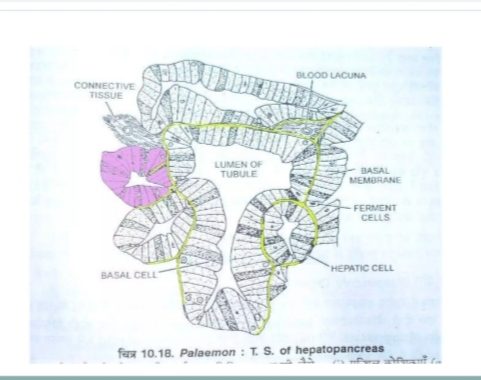 BLOOD LACUNA
CONNECTIVE
TISSUE
LUMEN OF
TUBULE
BASAL
MEMBRANE
FERMENT
CELLS
BASAL CELL
HEPATIC CELL
चित्र 10.18. Palaemon : T. S. of hepatopancreas